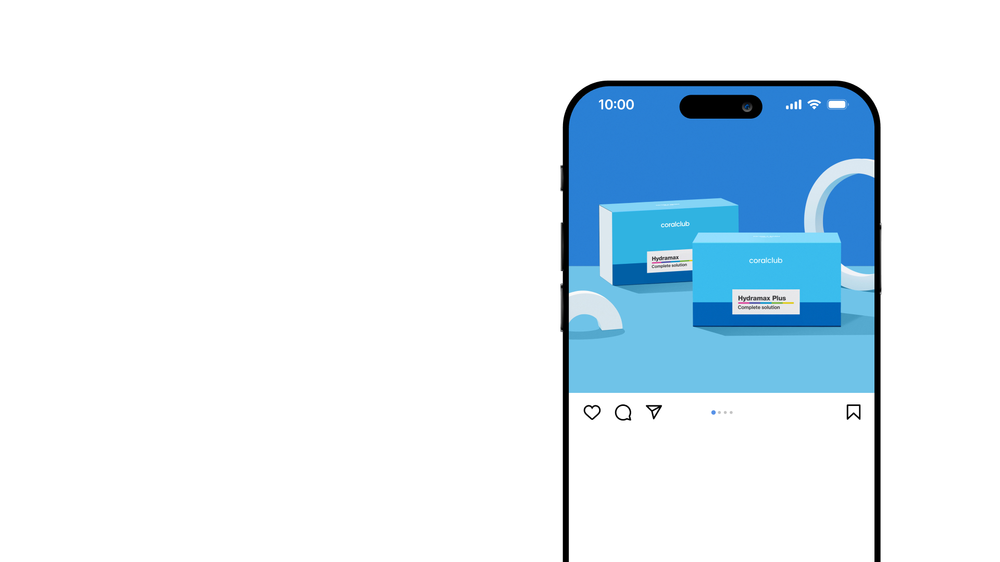 10:00
coralclub
Hydramax
Complete solution
coralclub
Hydramax Plus
Complete solution